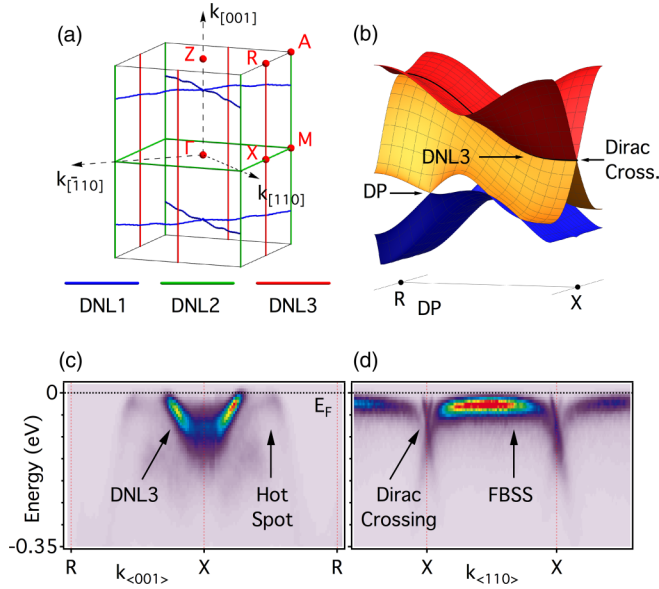 (a)
k[001]
Z
R
A
Γ
X
M
k[1̄10]
k[110]
DNL1
DNL2
DNL3
(b)
DNL3
Dirac
Cross.
DP
R
DP
X
(c)
0
EF
Energy (eV)
-0.35
DNL3
Hot
Spot
R
k<001>
X
R
(d)
Dirac
Crossing
FBSS
X
k<110>
X